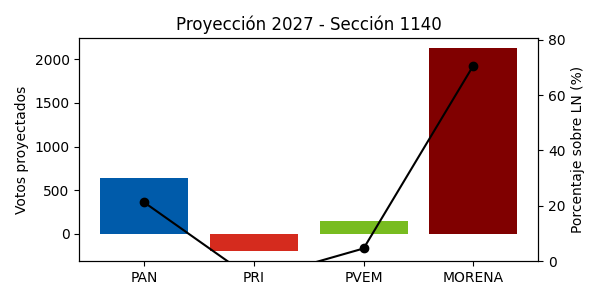 Proyección 2027 - Sección 1140
Votos proyectados
2000
1500
1000
500
0
80
60
40
20
0
Porcentaje sobre LN (%)
PAN
PRI
PVEM
MORENA